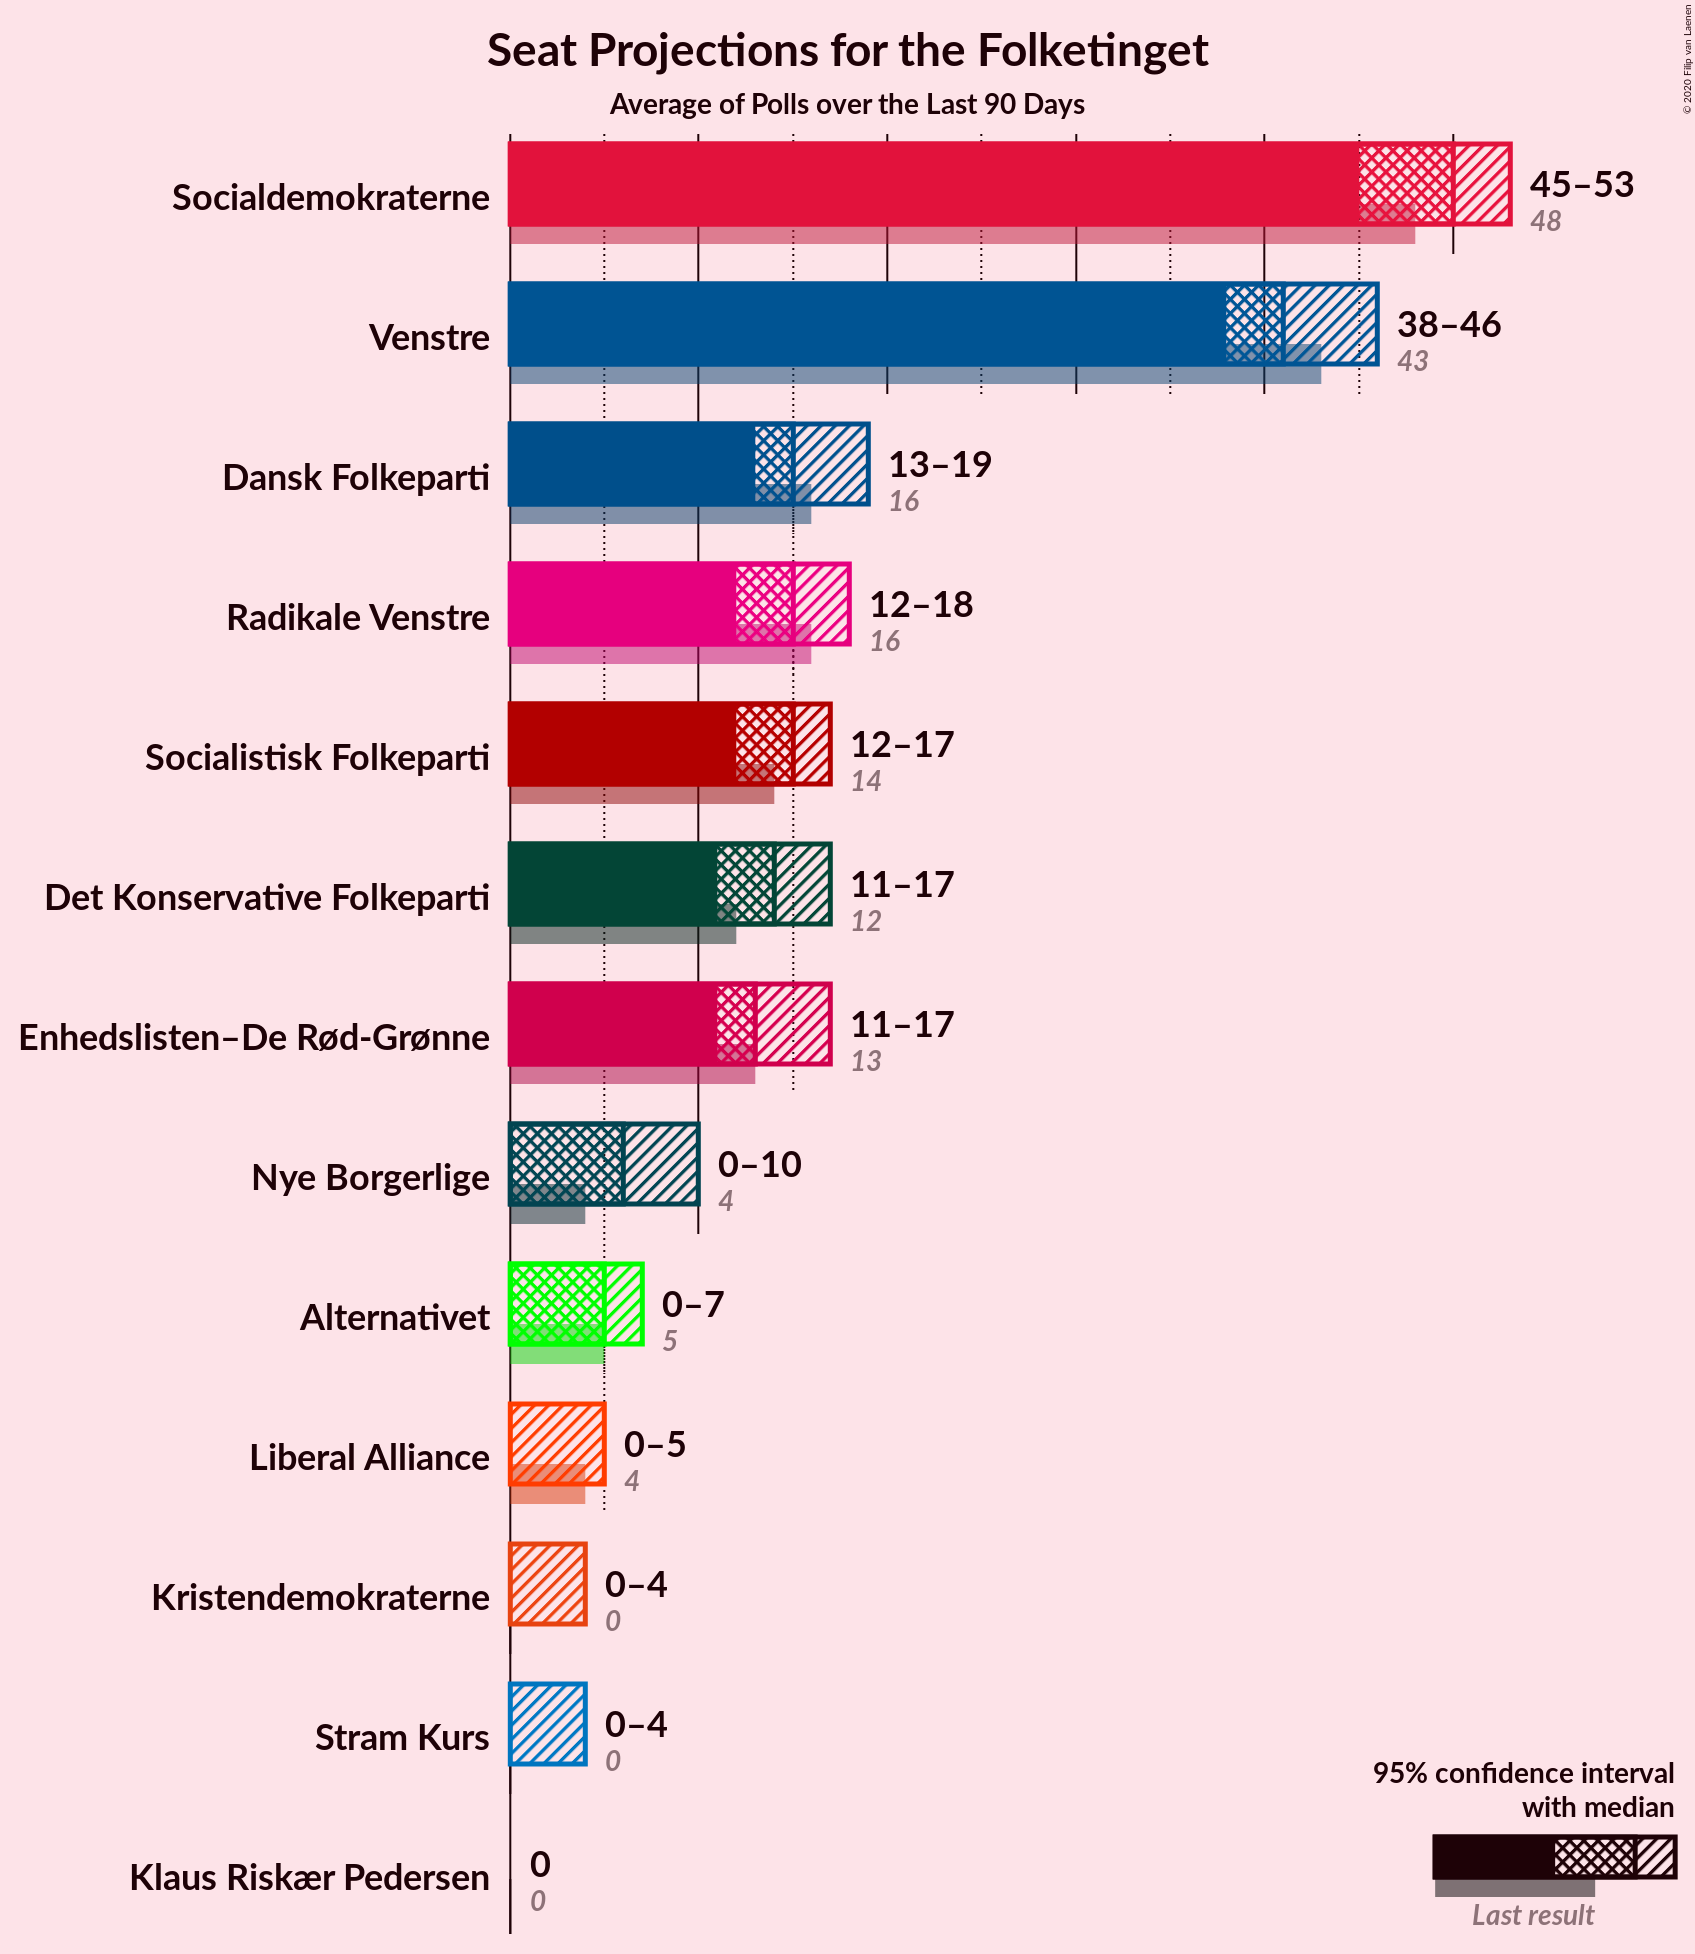 Seat Projections for the Folketinget
Average of Polls over the Last 90 Days
© 2020 Filip van Laenen
Socialdemokraterne
45–53
48
Venstre
38–46
43
Dansk Folkeparti
13–19
16
Radikale Venstre
12–18
16
Socialistisk Folkeparti
12–17
14
Det Konservative Folkeparti
11–17
12
Enhedslisten–De Rød-Grønne
11–17
13
Nye Borgerlige
0–10
4
Alternativet
0–7
5
Liberal Alliance
0–5
4
Kristendemokraterne
0–4
0
Stram Kurs
0–4
0
Klaus Riskær Pedersen
0
0
95% confidence interval
with median
Last result